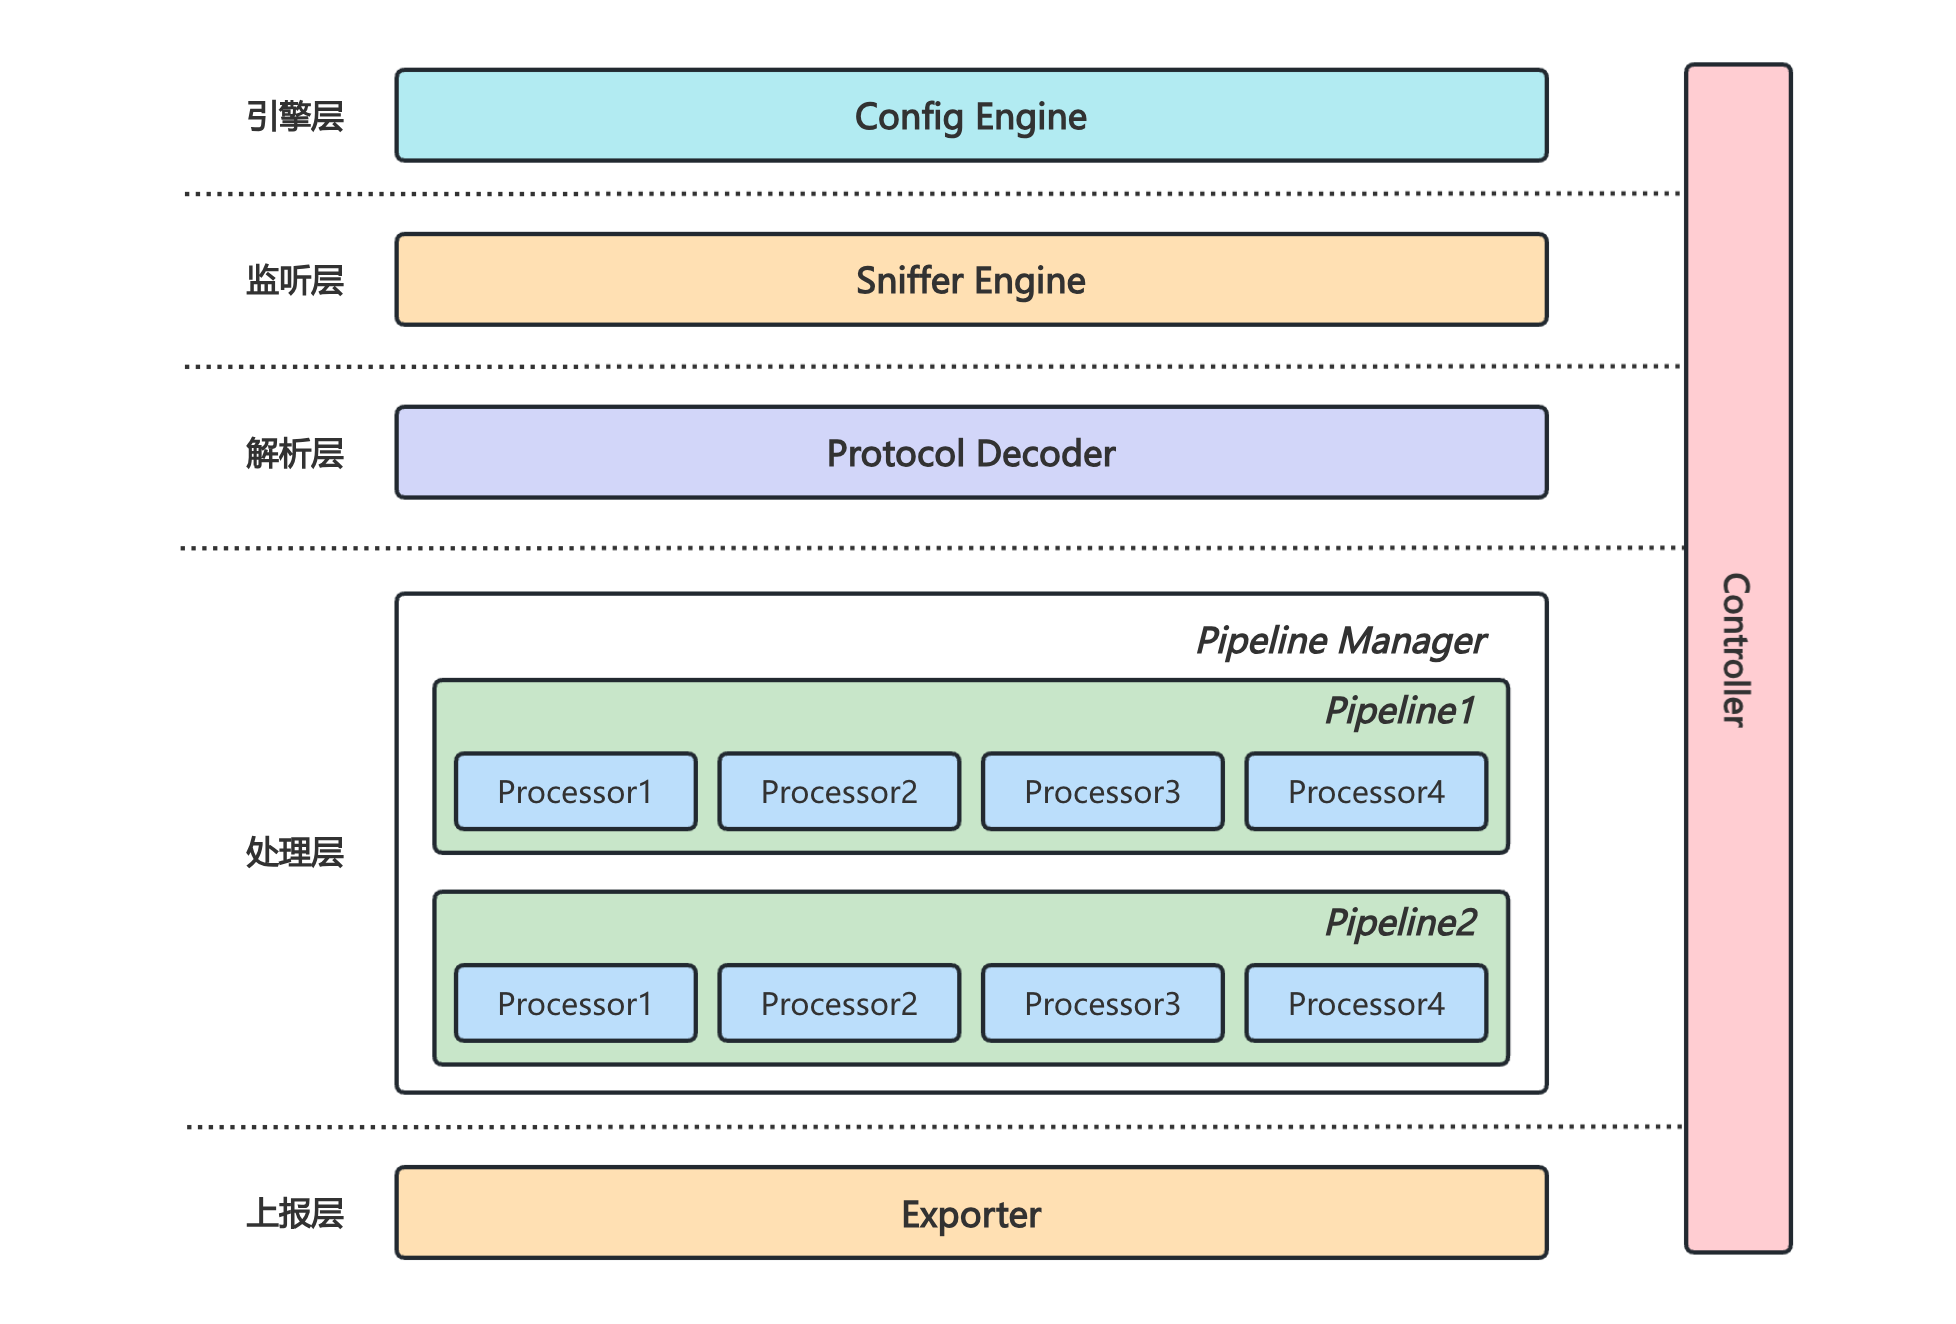 引擎层
Config Engine
监听层
Sniffer Engine
解析层
Protocol Decoder
处理层
Pipeline Manager
Pipeline1
Processor1
Processor2
Processor3
Processor4
Pipeline2
Processor1
Processor2
Processor3
Processor4
上报层
Exporter
Controller